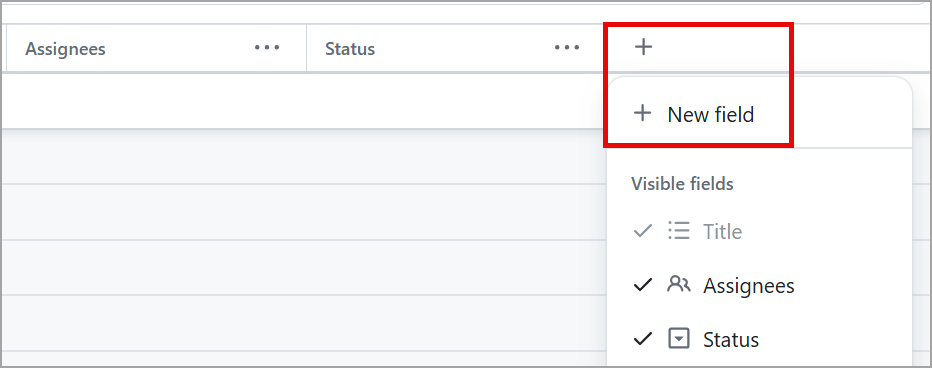 Assignees ••• Status ••• +
+ New field
Visible fields
Title
Assignees
Status